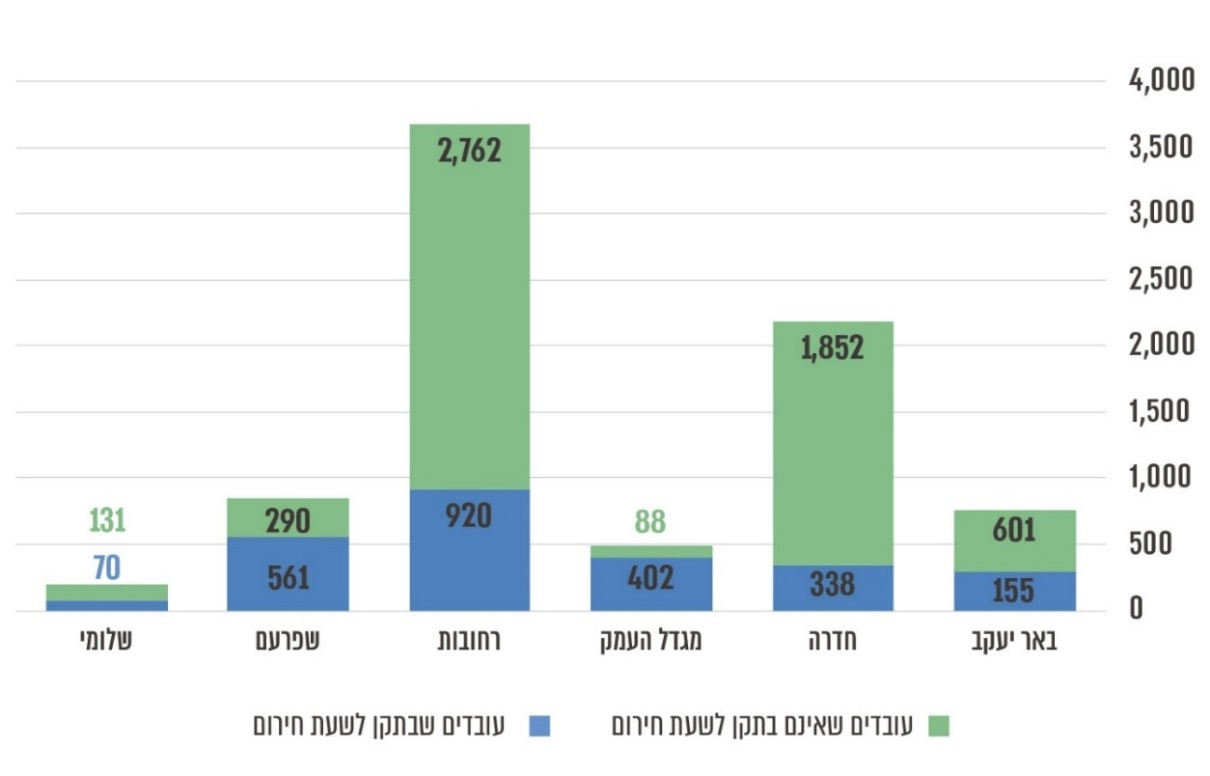 4,000
3,500
3,000
2,500
2,000
1,500
1,000
500
0
2,762
1,852
131
290
920
88
601
70
561
402
338
155
באר יעקב
חדרה
מגדל העמק
רחובות
שפרעם
שלומי
עובדים שאינם בתקן לשעת חירום
עובדים שבתקן לשעת חירום